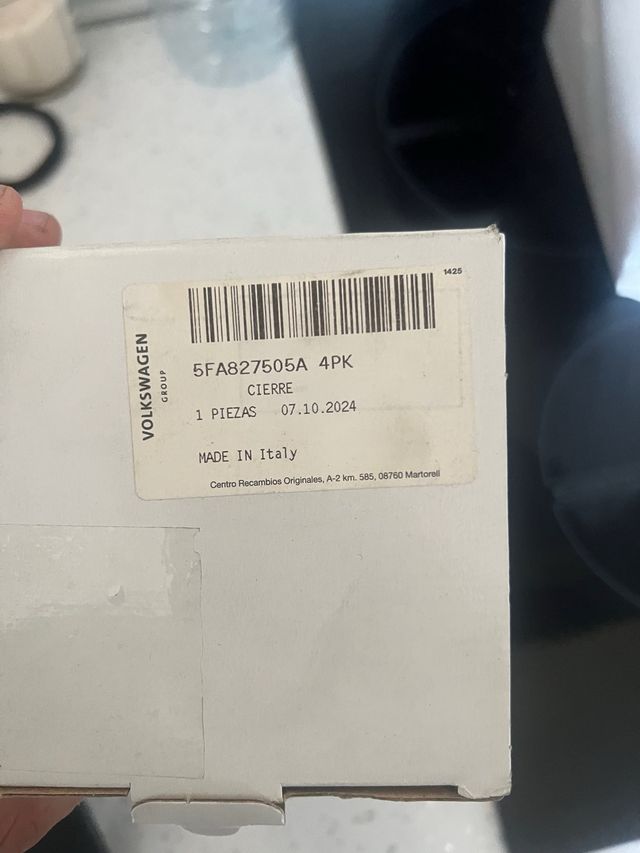 1425
VOLKSWAGEN
GROUP
5FA827505A 4PK
CIERRE
1 PIEZAS 07.10.2024
MADE IN Italy
Centro Recambios Originales, A-2 km. 585, 08760 Martorell